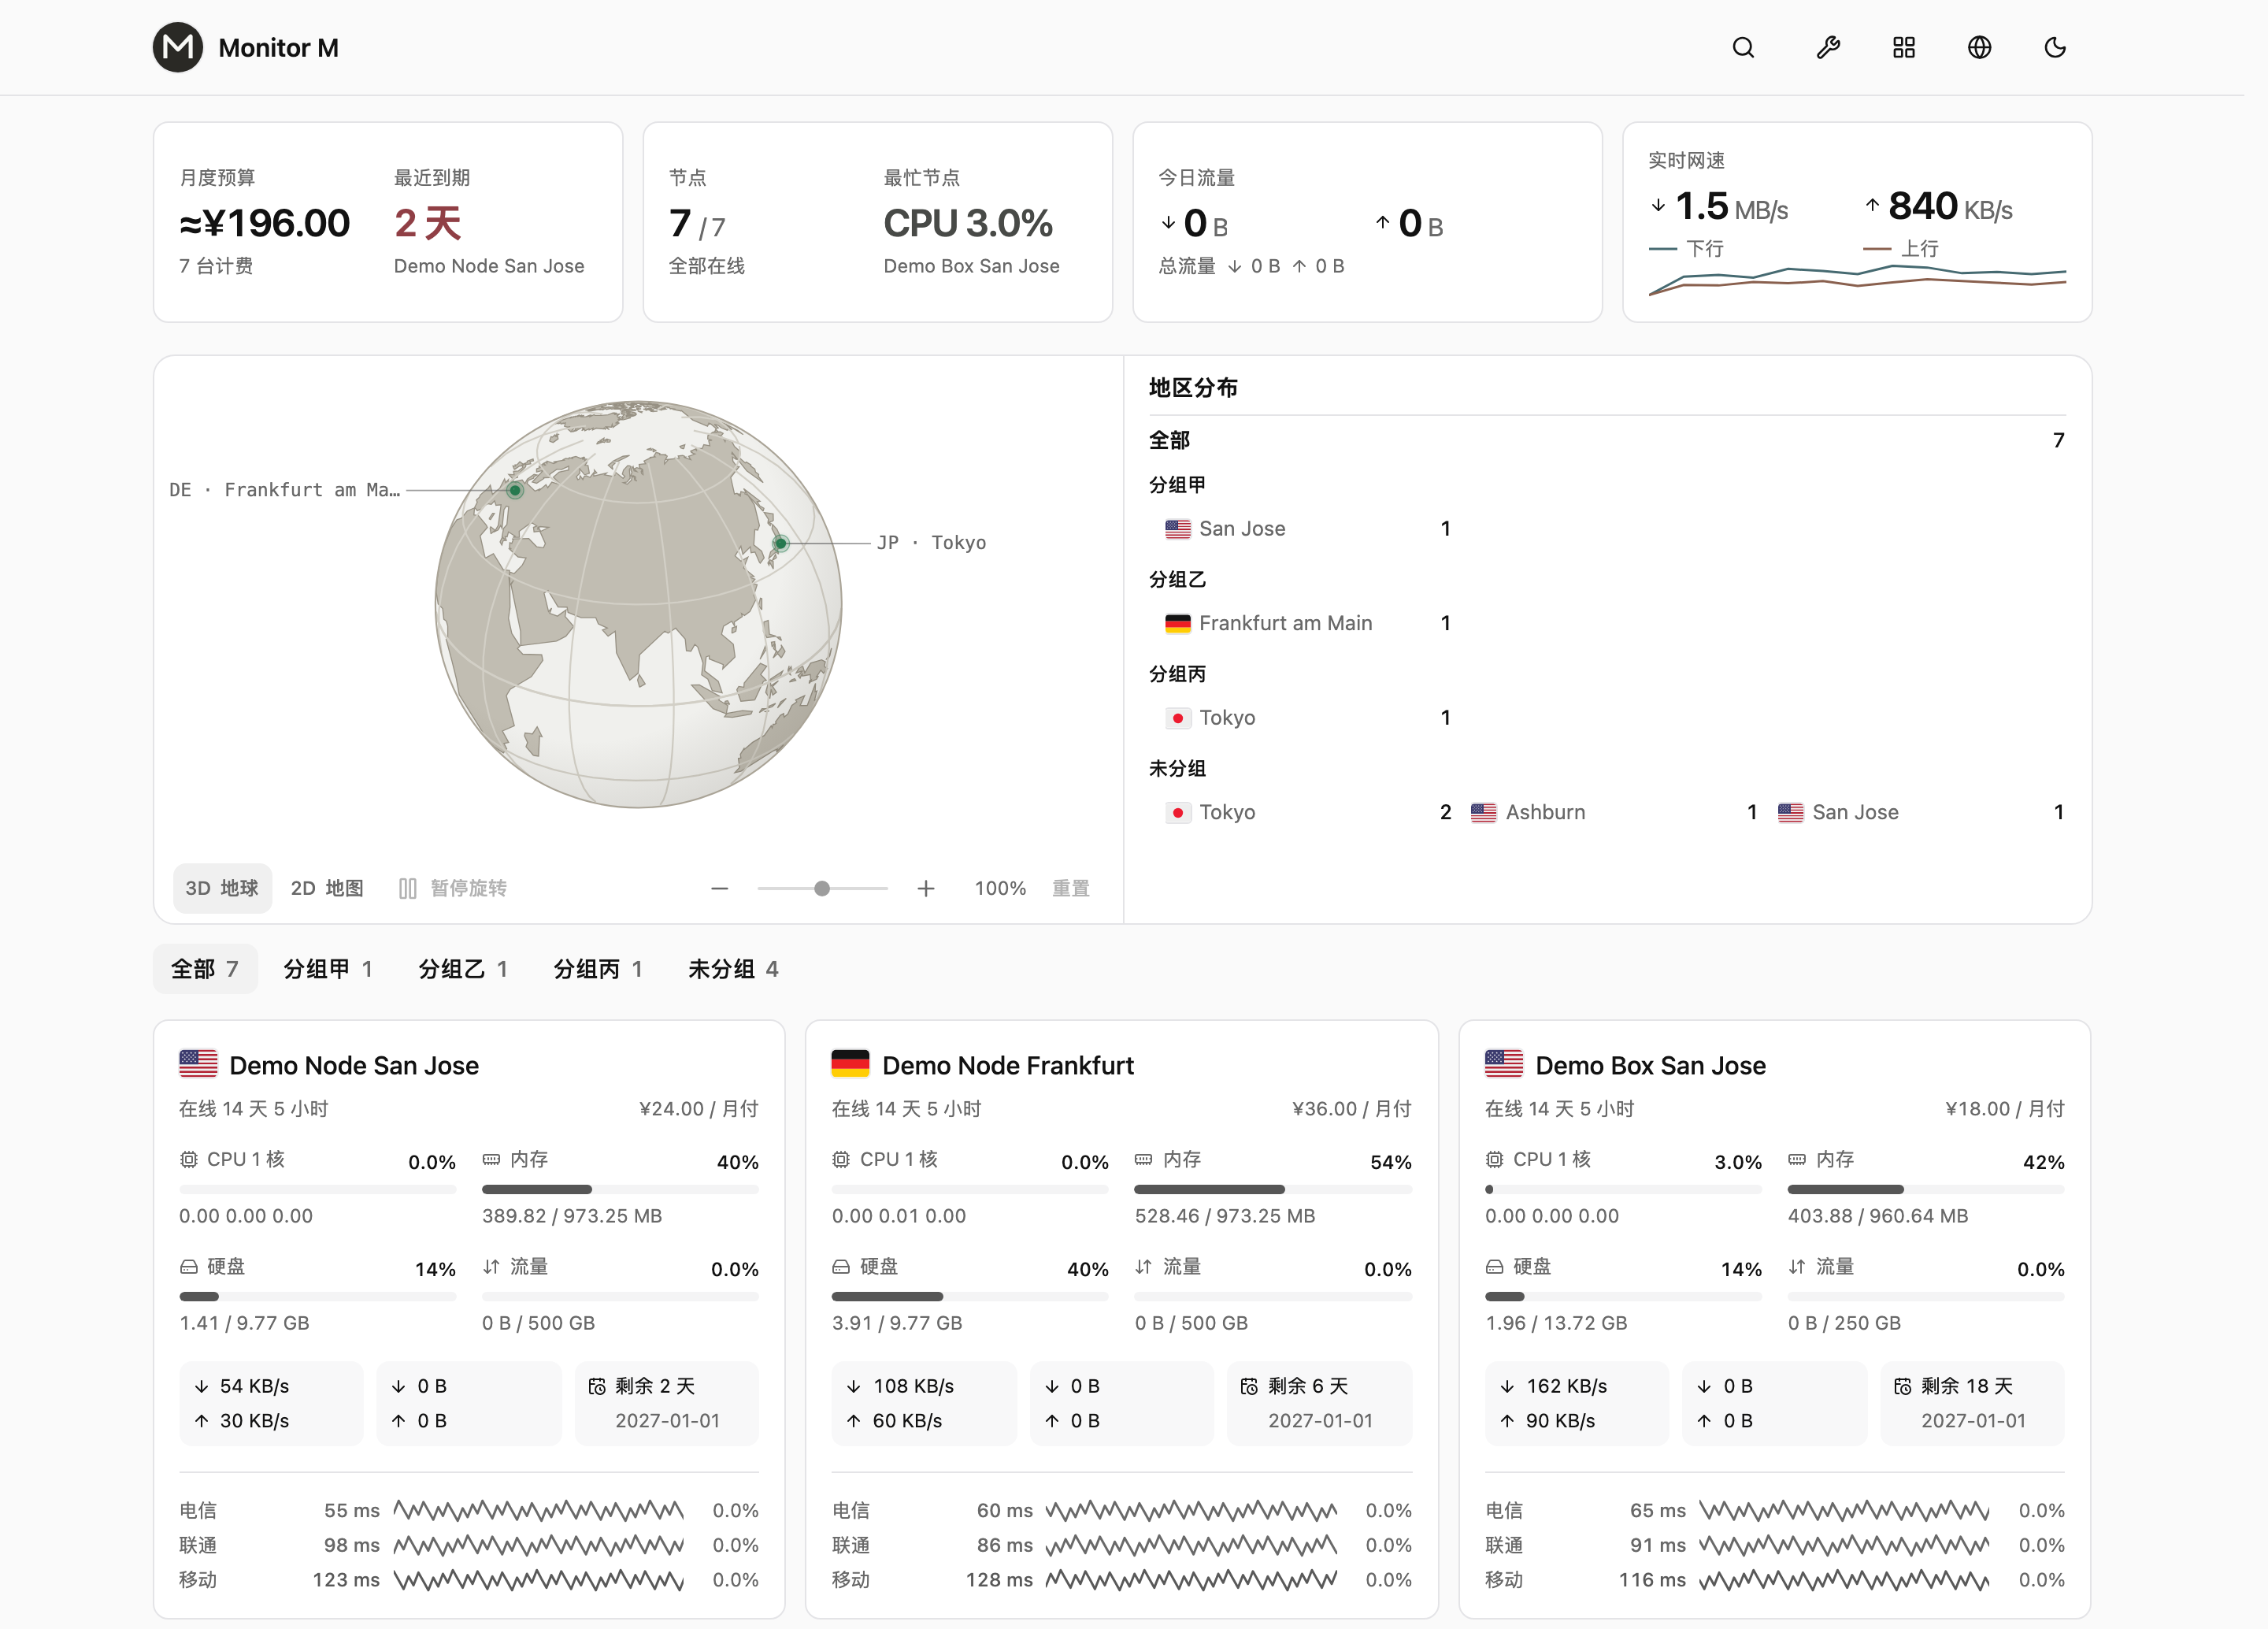 Monitor M
月度预算 最近到期
≈¥196.00 2 天
7 台计费 Demo Node San Jose
节点 最忙节点
7 / 7 CPU 3.0%
全部在线 Demo Box San Jose
今日流量
↓ 0 B ↑ 0 B
总流量 ↓ 0 B ↑ 0 B
实时网速
↓ 1.5 MB/s ↑ 840 KB/s
下行 上行
DE · Frankfurt am Ma…
JP · Tokyo
3D 地球 2D 地图 暂停旋转 − + 100% 重置
地区分布
全部 7
分组甲
San Jose 1
分组乙
Frankfurt am Main 1
分组丙
Tokyo 1
未分组
Tokyo 2 Ashburn 1 San Jose 1
全部 7 分组甲 1 分组乙 1 分组丙 1 未分组 4
Demo Node San Jose
在线 14 天 5 小时 ¥24.00 / 月付
CPU 1 核 0.0% 内存 40%
0.00 0.00 0.00 389.82 / 973.25 MB
硬盘 14% 流量 0.0%
1.41 / 9.77 GB 0 B / 500 GB
↓ 54 KB/s ↓ 0 B 剩余 2 天
↑ 30 KB/s ↑ 0 B 2027-01-01
电信 55 ms 0.0%
联通 98 ms 0.0%
移动 123 ms 0.0%
Demo Node Frankfurt
在线 14 天 5 小时 ¥36.00 / 月付
CPU 1 核 0.0% 内存 54%
0.00 0.01 0.00 528.46 / 973.25 MB
硬盘 40% 流量 0.0%
3.91 / 9.77 GB 0 B / 500 GB
↓ 108 KB/s ↓ 0 B 剩余 6 天
↑ 60 KB/s ↑ 0 B 2027-01-01
电信 60 ms 0.0%
联通 86 ms 0.0%
移动 128 ms 0.0%
Demo Box San Jose
在线 14 天 5 小时 ¥18.00 / 月付
CPU 1 核 3.0% 内存 42%
0.00 0.00 0.00 403.88 / 960.64 MB
硬盘 14% 流量 0.0%
1.96 / 13.72 GB 0 B / 250 GB
↓ 162 KB/s ↓ 0 B 剩余 18 天
↑ 90 KB/s ↑ 0 B 2027-01-01
电信 65 ms 0.0%
联通 91 ms 0.0%
移动 116 ms 0.0%